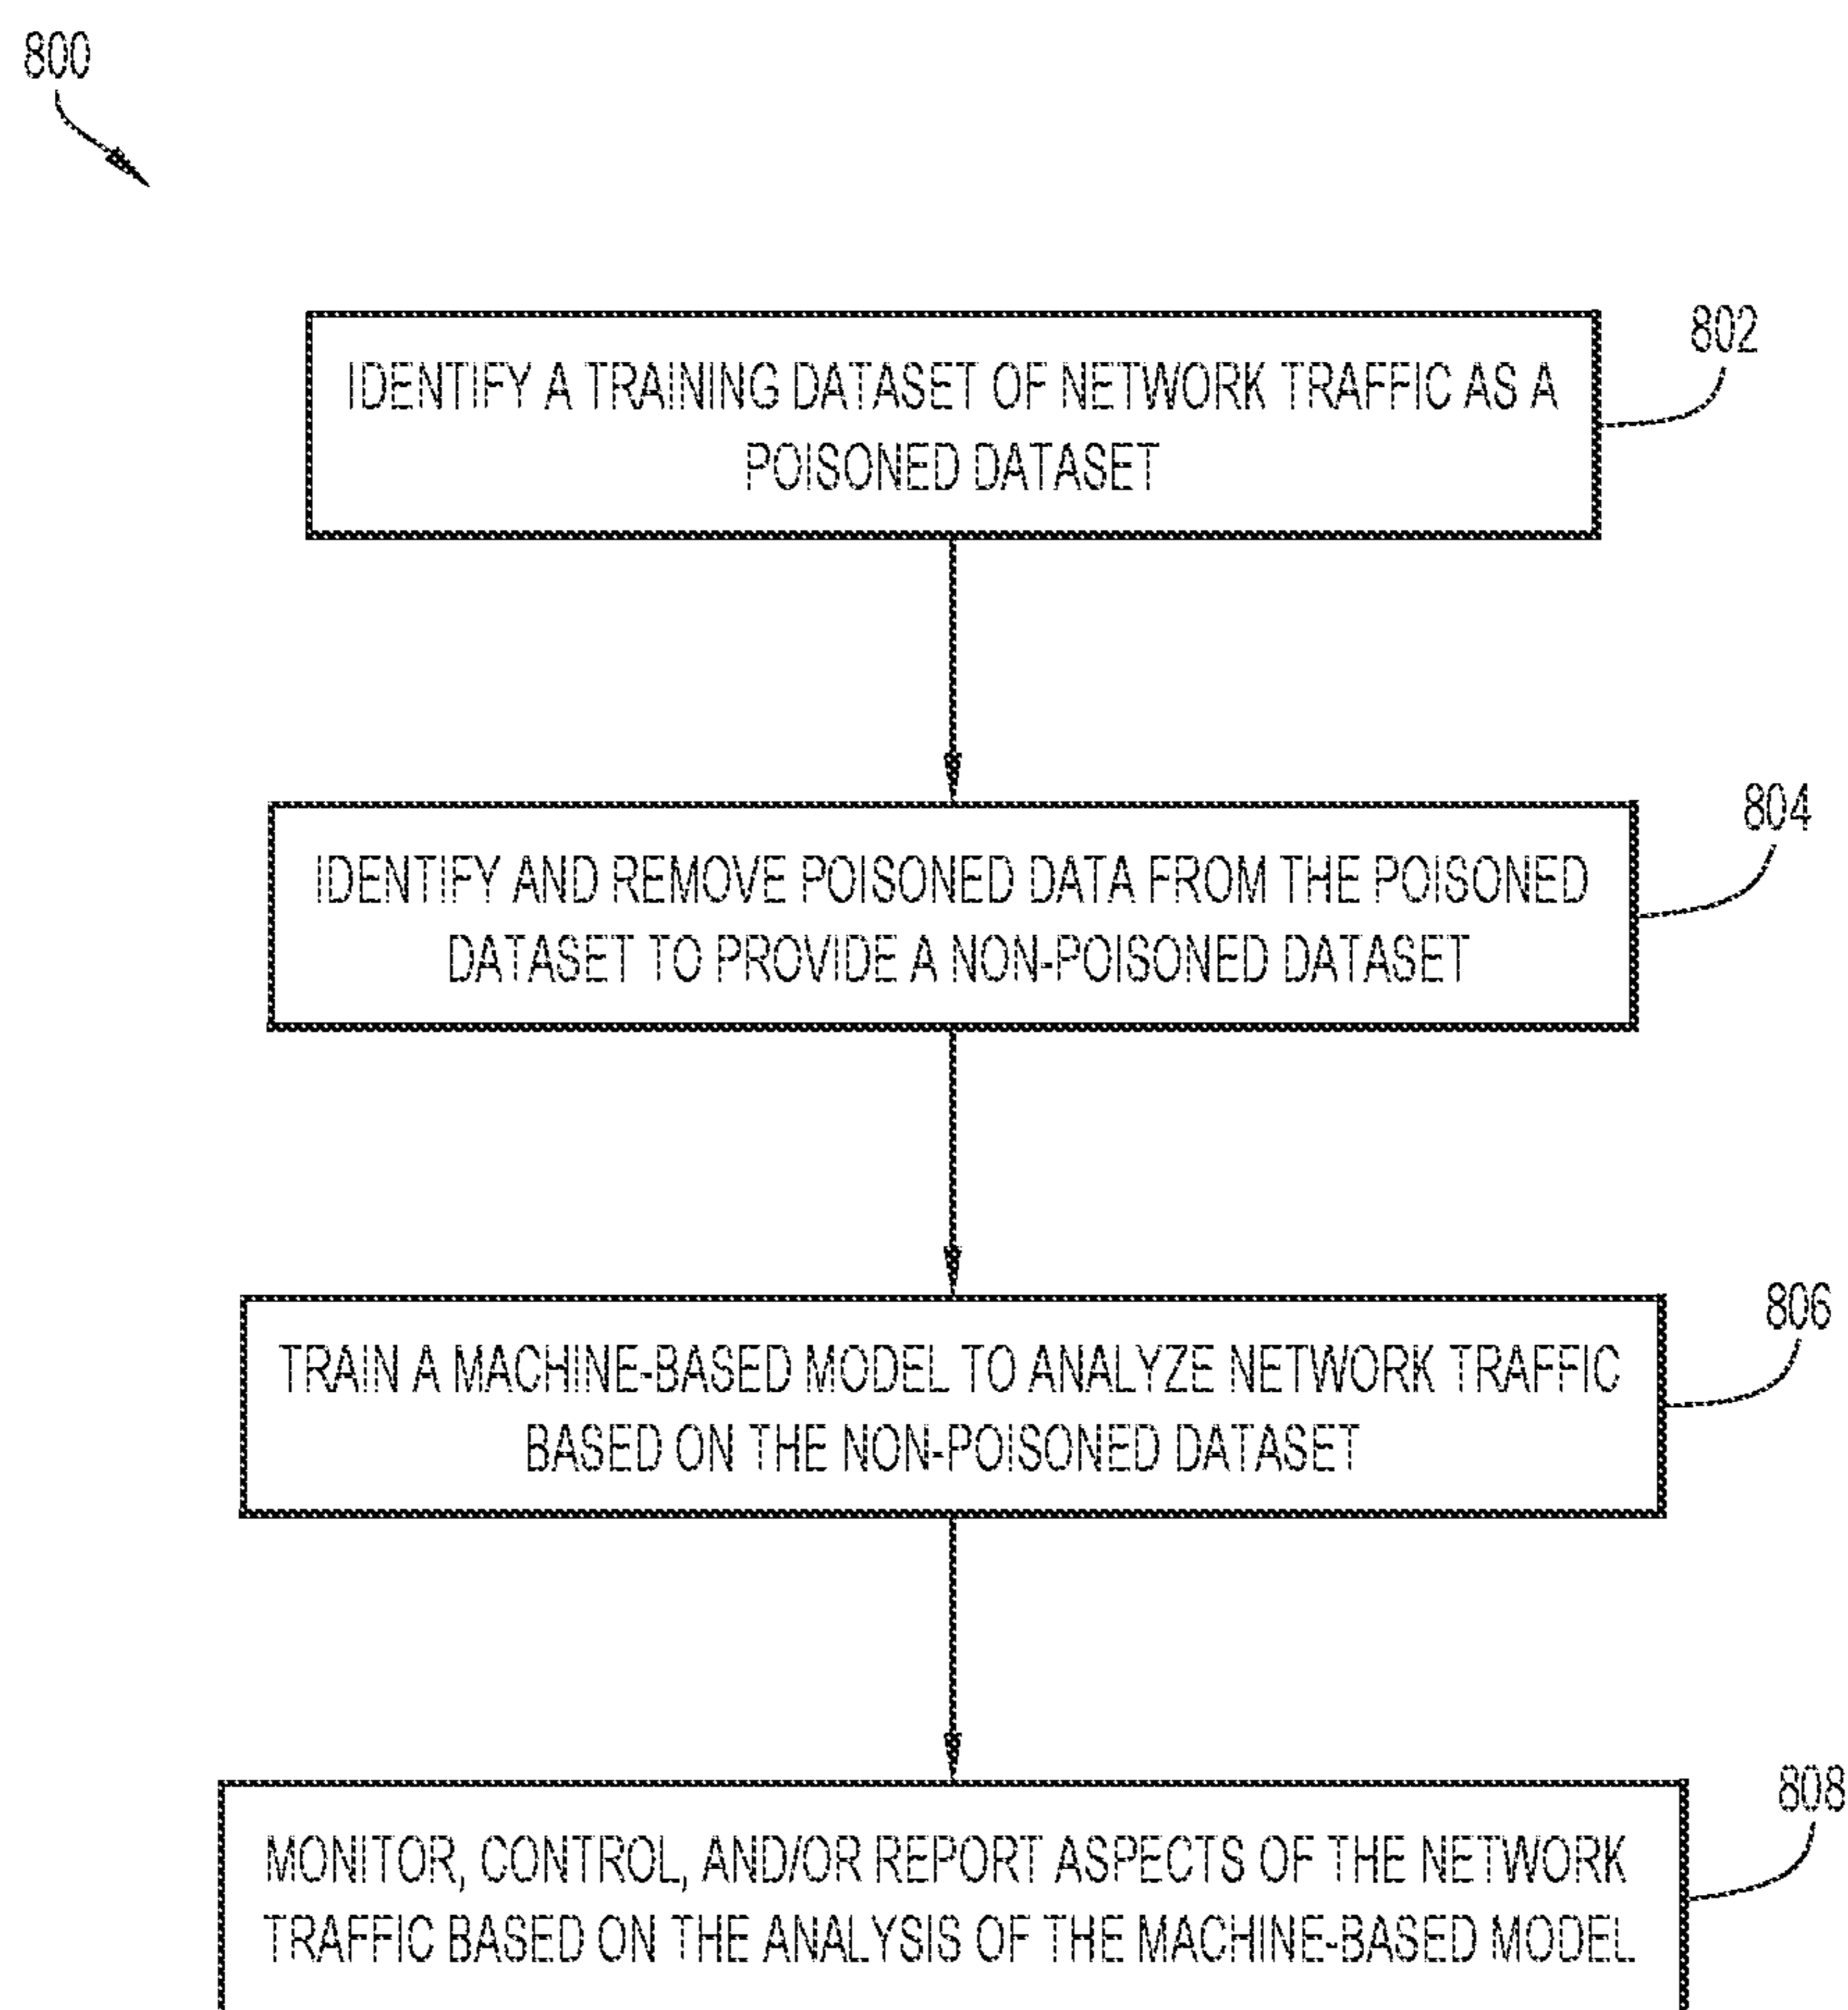 800
802
IDENTIFY A TRAINING DATASET OF NETWORK TRAFFIC AS A
POISONED DATASET
804
IDENTIFY AND REMOVE POISONED DATA FROM THE POISONED
DATASET TO PROVIDE A NON-POISONED DATASET
806
TRAIN A MACHINE-BASED MODEL TO ANALYZE NETWORK TRAFFIC
BASED ON THE NON-POISONED DATASET
808
MONITOR, CONTROL, AND/OR REPORT ASPECTS OF THE NETWORK
TRAFFIC BASED ON THE ANALYSIS OF THE MACHINE-BASED MODEL